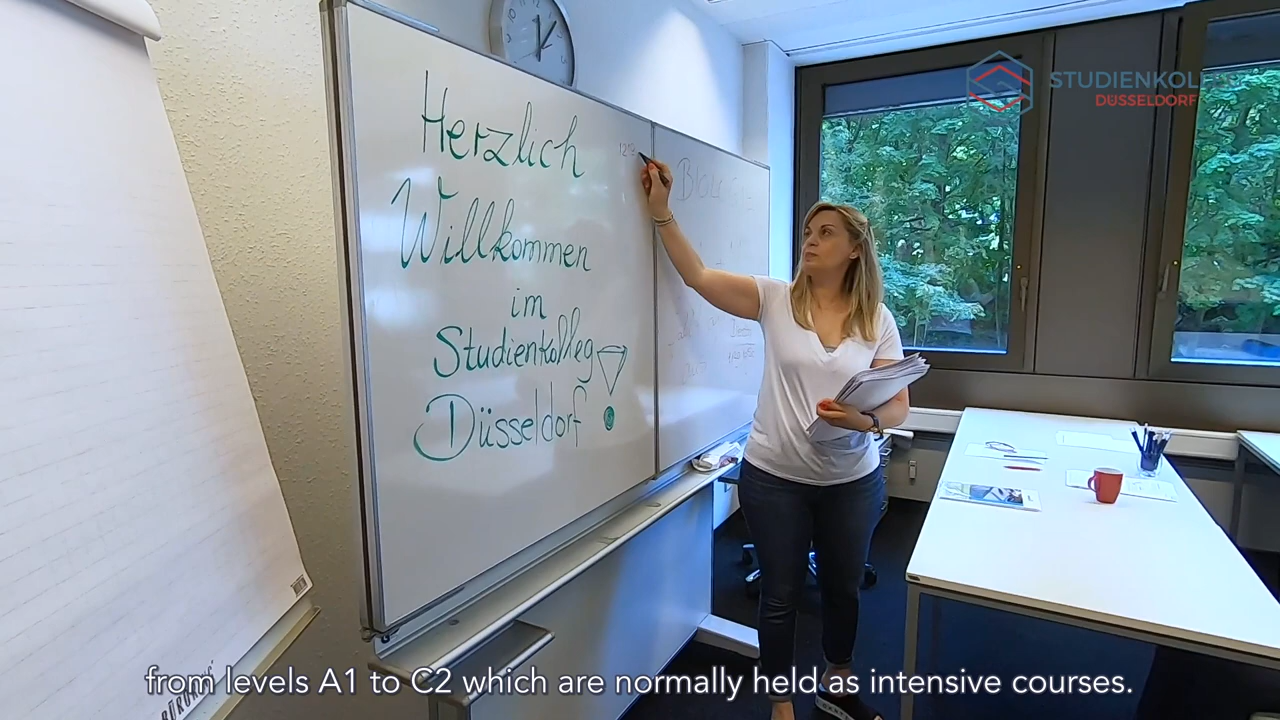 Herzlich
Willkommen
im
Studienkolleg
Düsseldorf !
STUDIENKOLL
DÜSSELDORF
from levels A1 to C2 which are normally held as intensive courses.